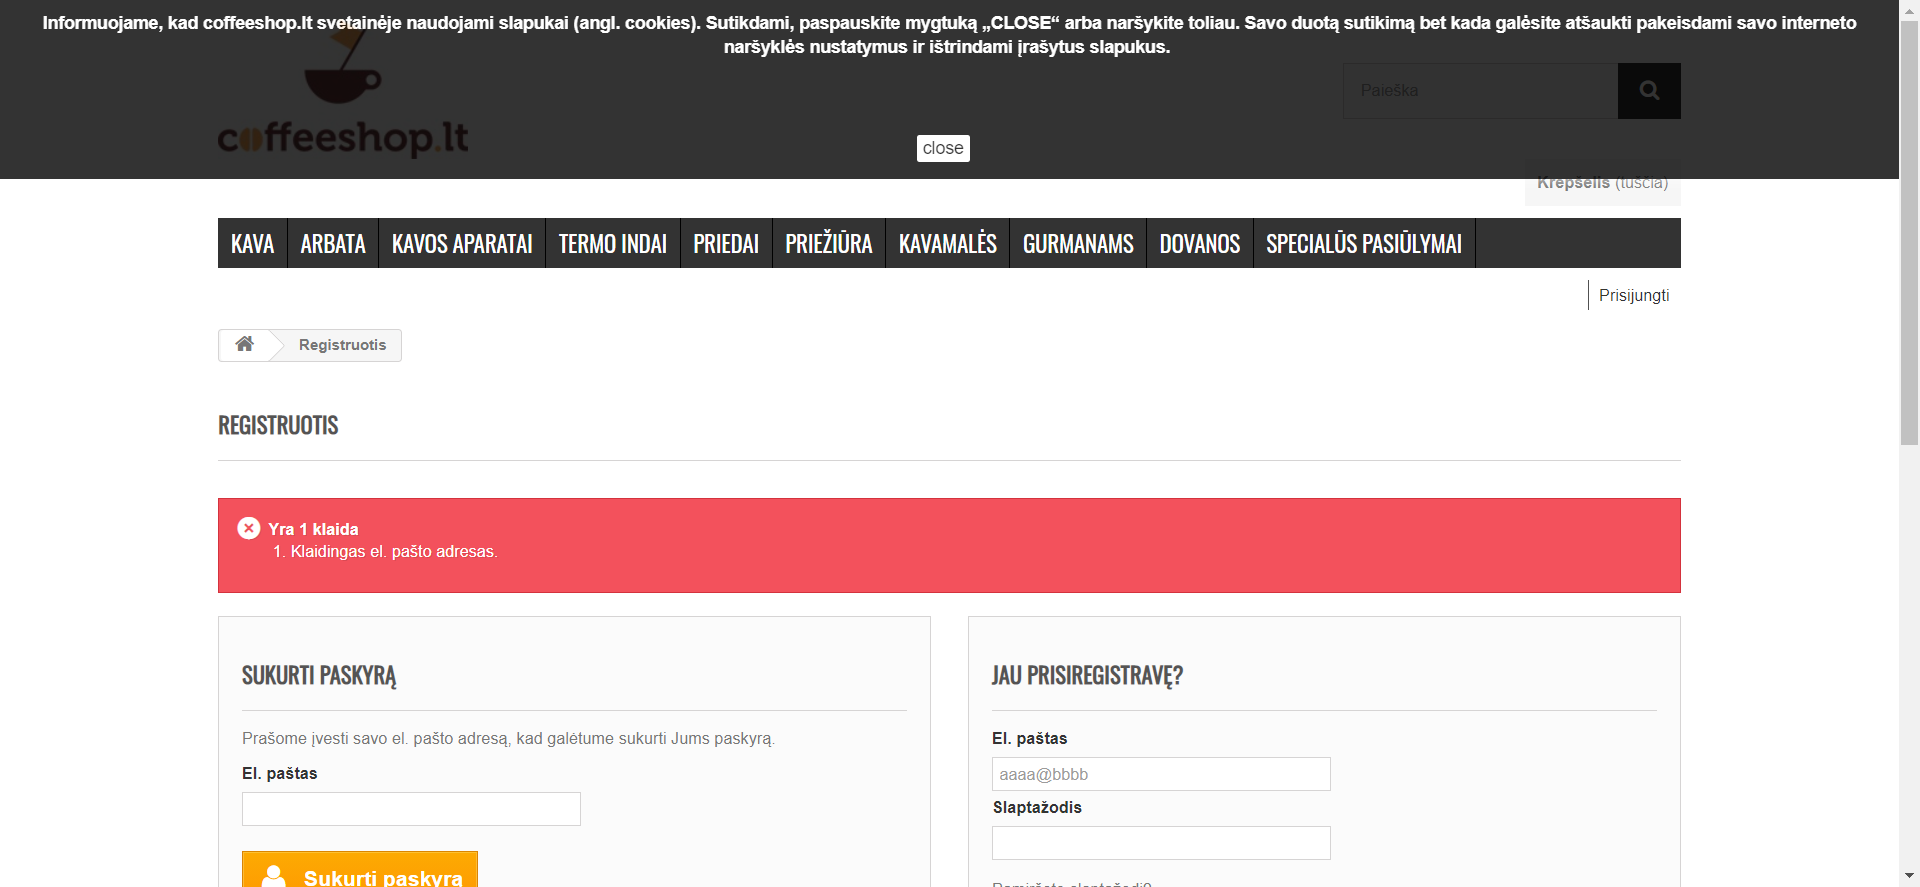 Informuojame, kad coffeeshop.lt svetainėje naudojami slapukai (angl. cookies). Sutikdami, paspauskite mygtuką „CLOSE“ arba naršykite toliau. Savo duotą sutikimą bet kada galėsite atšaukti pakeisdami savo interneto
naršyklės nustatymus ir ištrindami įrašytus slapukus.
Paieška
coffeeshop.lt
close
Krepšelis (tuščia)
KAVA ARBATA KAVOS APARATAI TERMO INDAI PRIEDAI PRIEŽIŪRA KAVAMALĖS GURMANAMS DOVANOS SPECIALŪS PASIŪLYMAI
Prisijungti
Registruotis
REGISTRUOTIS
Yra 1 klaida
1. Klaidingas el. pašto adresas.
SUKURTI PASKYRĄ
Prašome įvesti savo el. pašto adresą, kad galėtume sukurti Jums paskyrą.
El. paštas
Sukurti paskyrą
JAU PRISIREGISTRAVĘ?
El. paštas
aaaa@bbbb
Slaptažodis